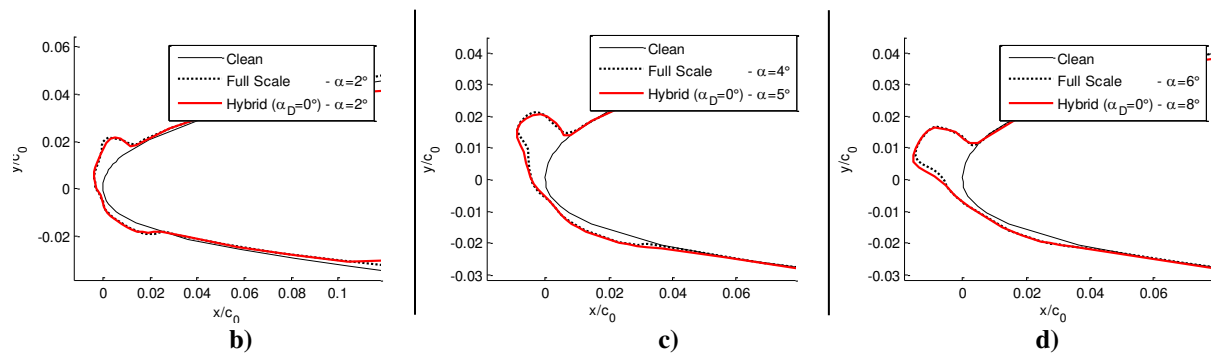 0.06
0.04
0.02
0
-0.02
y/c0
0
0.02
0.04
0.06
0.08
0.1
x/c0
Clean
Full Scale - α=2°
Hybrid (αD=0°) - α=2°
b)
0.04
0.03
0.02
0.01
0
-0.01
-0.02
-0.03
y/c0
0
0.02
0.04
0.06
x/c0
Clean
Full Scale - α=4°
Hybrid (αD=0°) - α=5°
c)
0.04
0.03
0.02
0.01
0
-0.01
-0.02
-0.03
y/c0
0
0.02
0.04
0.06
x/c0
Clean
Full Scale - α=6°
Hybrid (αD=0°) - α=8°
d)